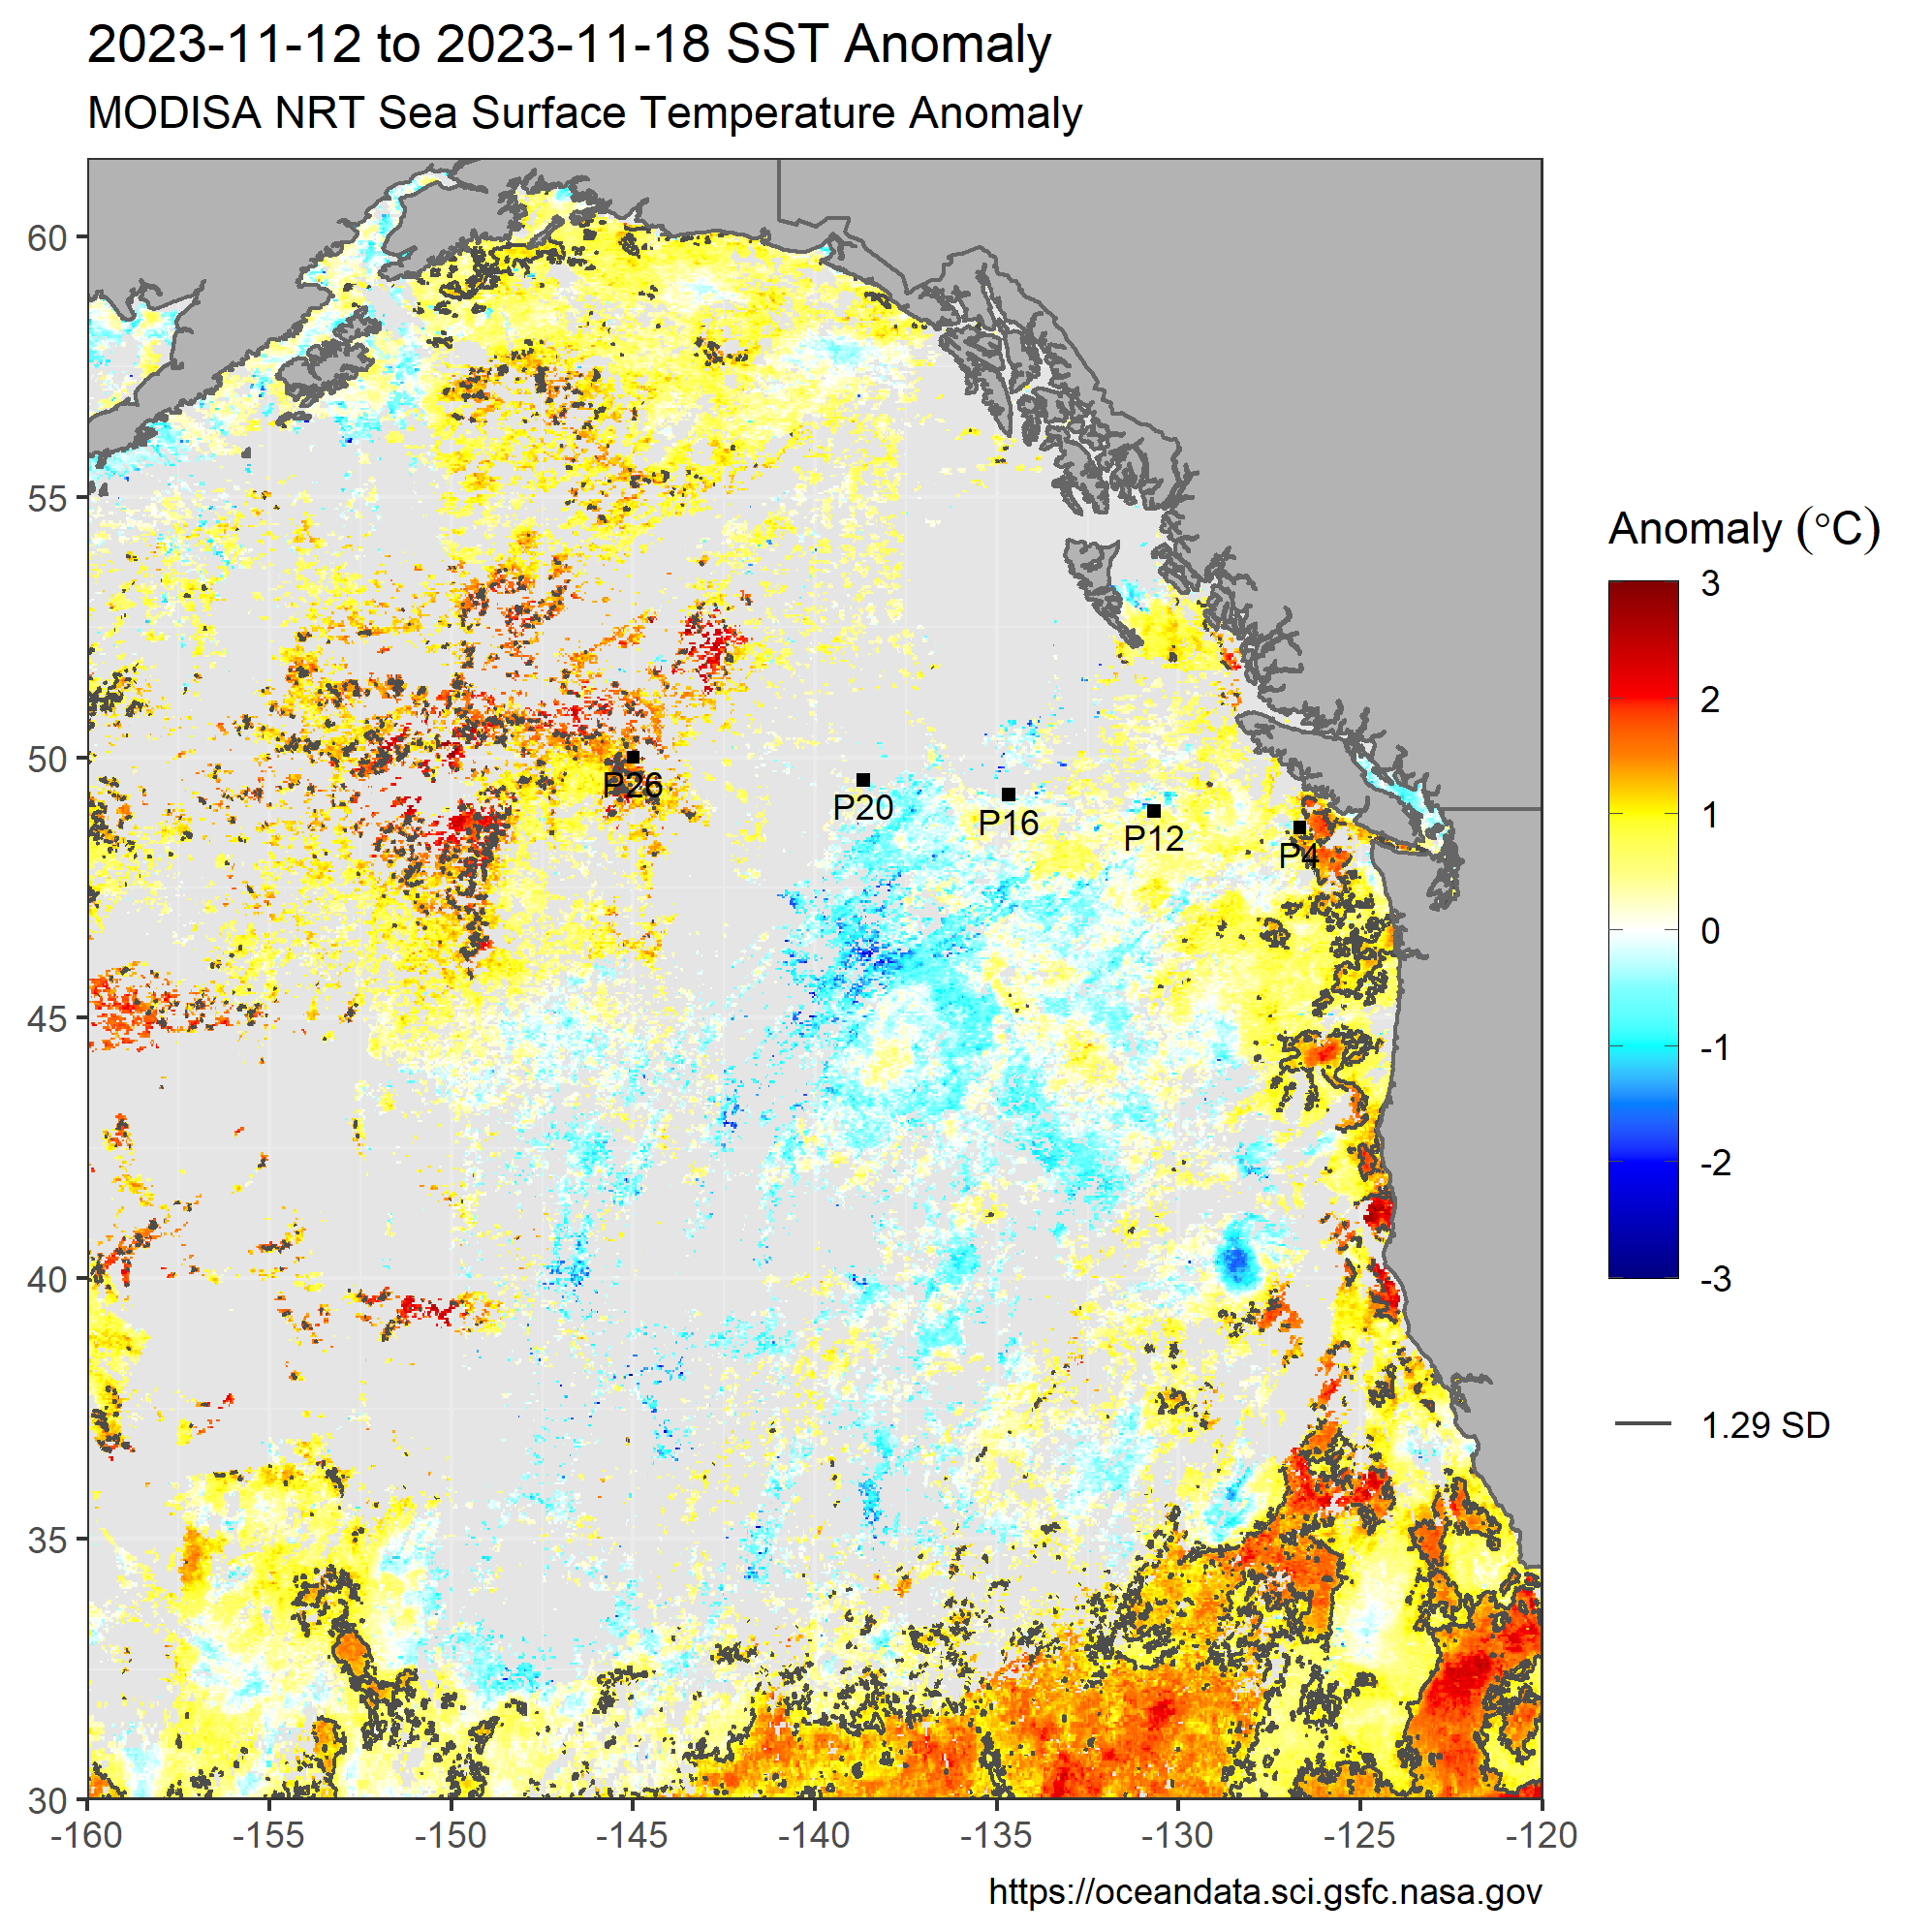 2023-11-12 to 2023-11-18 SST Anomaly
MODISA NRT Sea Surface Temperature Anomaly
60
55
50
45
40
35
30
-160
-155
-150
-145
-140
-135
-130
-125
-120
P26
P20
P16
P12
P4
Anomaly (°C)
3
2
1
0
-1
-2
-3
1.29 SD
https://oceandata.sci.gsfc.nasa.gov